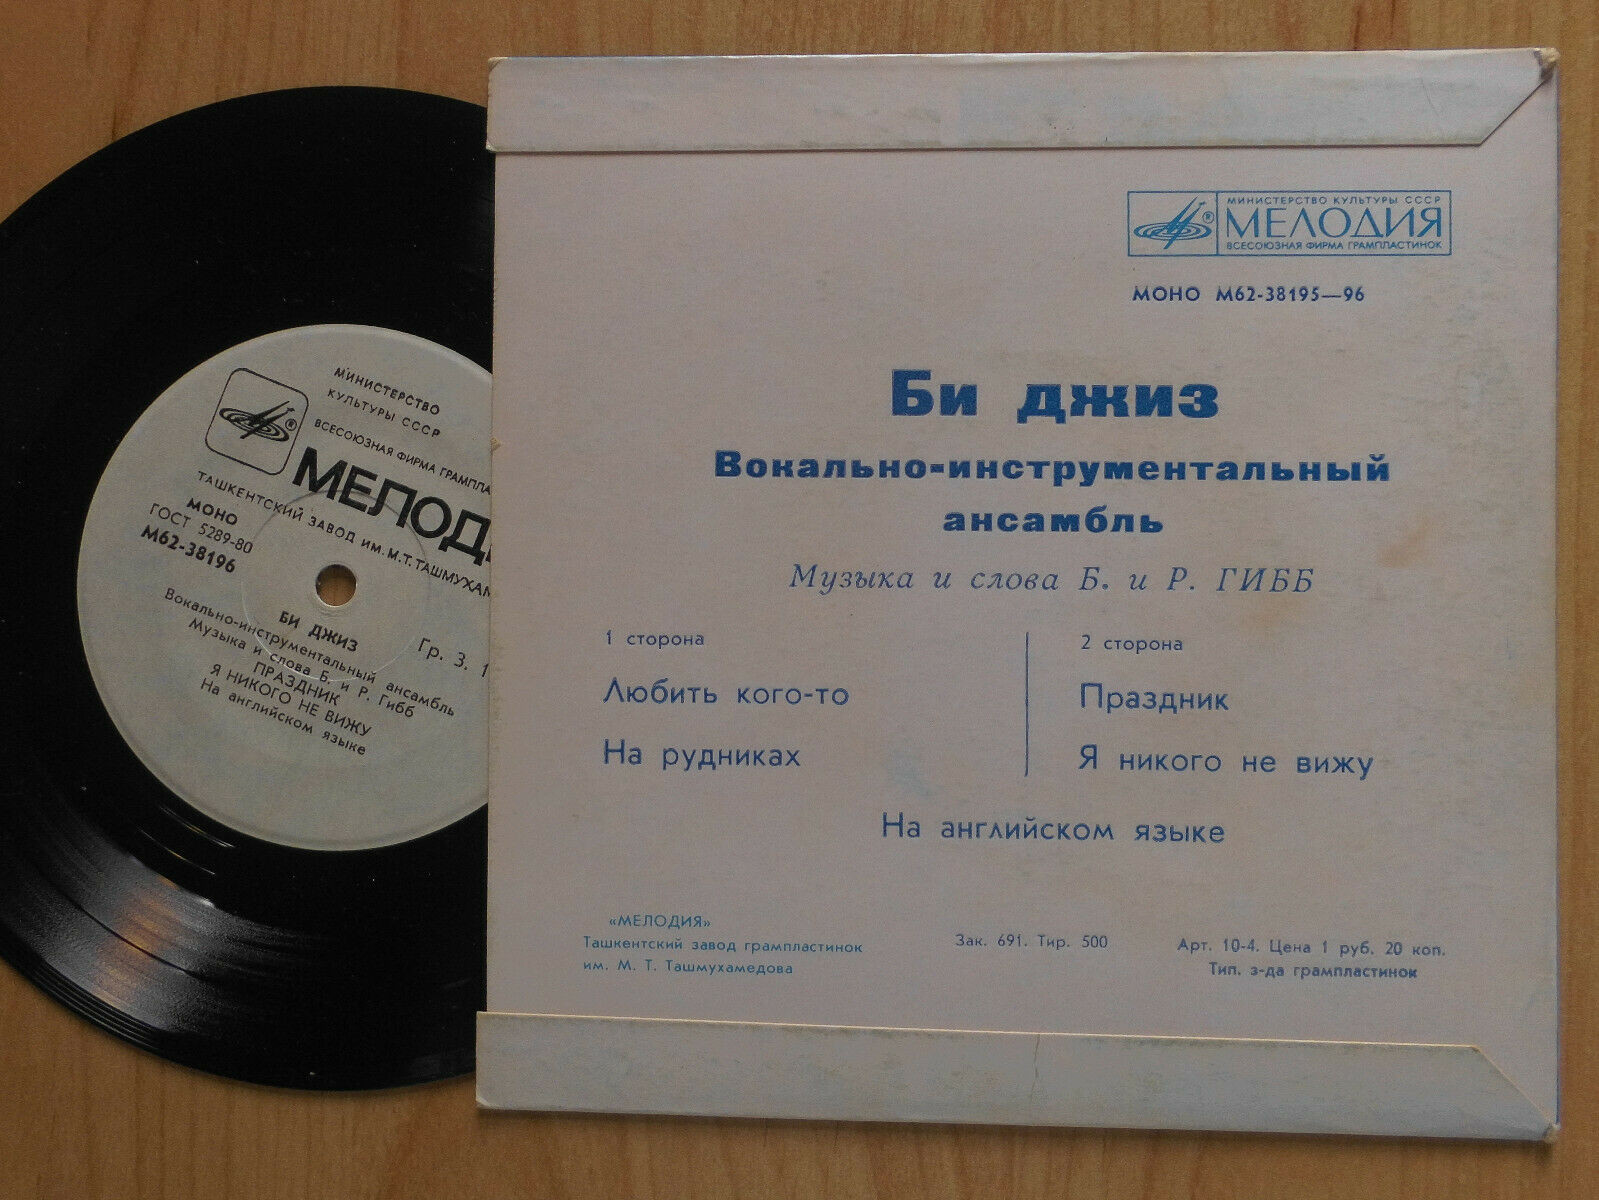 МИНИСТЕРСТВО
КУЛЬТУРЫ СССР
ВСЕСОЮЗНАЯ ФИРМА
®
ТАШКЕНТСКИЙ ЗАВОД ИМ. М.Т.
МОНО
ГОСТ 5289-80
М62-38196
БИ ДЖИЗ
Гр. 3.
Вокально-инструментальный ансамбль
Музыка и слова Б. и Р. Гибб
ПРАЗДНИК
Я НИКОГО НЕ ВИЖУ
На английском языке
МИНИСТЕРСТВО КУЛЬТУРЫ СССР
® МЕЛОДИЯ
ВСЕСОЮЗНАЯ ФИРМА ГРАМПЛАСТИНОК
МОНО М62-38195—96
Би джиз
Вокально-инструментальный
ансамбль
Музыка и слова Б. и Р. ГИББ
1 сторона
Любить кого-то
На рудниках
2 сторона
Праздник
Я никого не вижу
На английском языке
«МЕЛОДИЯ»
Ташкентский завод грампластинок
им. М. Т. Ташмухамедова
Зак. 691. Тир. 500
Арт. 10-4. Цена 1 руб. 20 коп.
Тип. з-да грампластинок